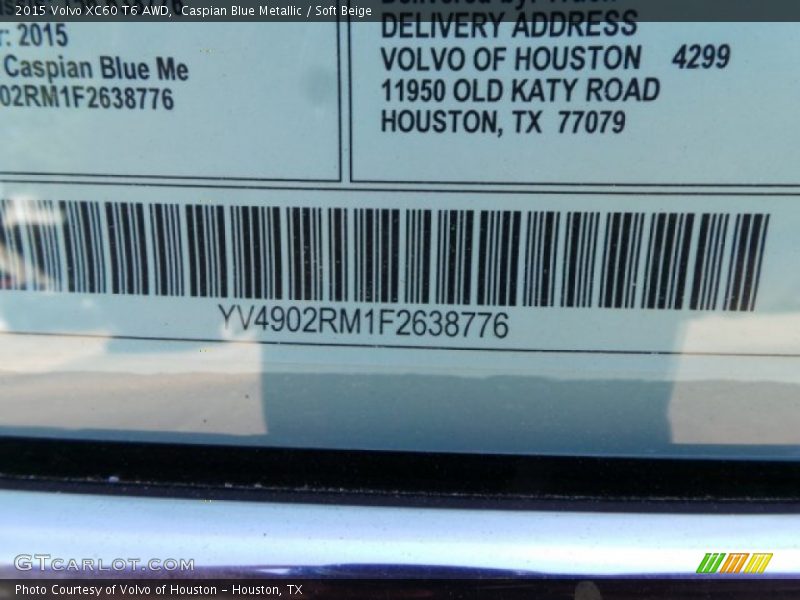 2015 Volvo XC60 T6 AWD, Caspian Blue Metallic / Soft Beige
: 2015
Caspian Blue Me
02RM1F2638776
DELIVERY ADDRESS
VOLVO OF HOUSTON 4299
11950 OLD KATY ROAD
HOUSTON, TX 77079
YV4902RM1F2638776
GTCARLOT.COM
Photo Courtesy of Volvo of Houston - Houston, TX